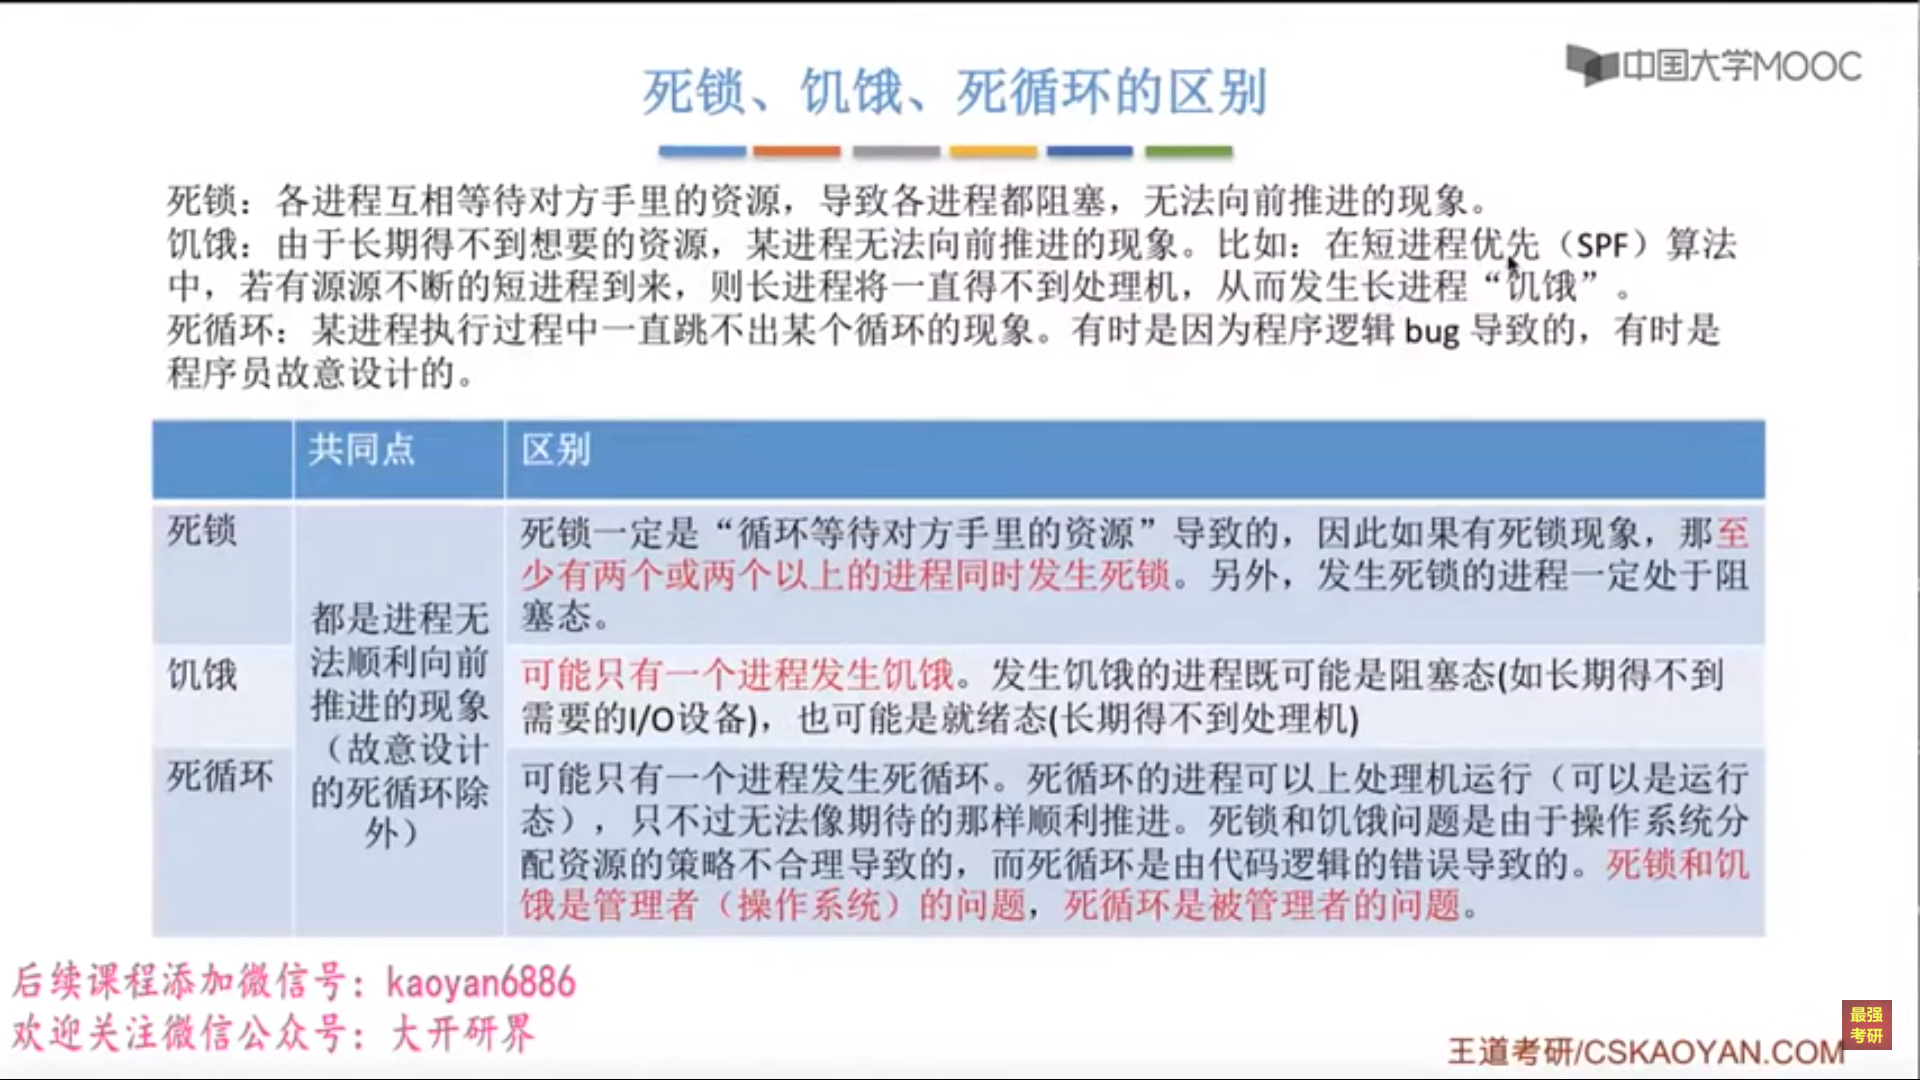 中国大学MOOC
死锁、饥饿、死循环的区别
死锁：各进程互相等待对方手里的资源，导致各进程都阻塞，无法向前推进的现象。
饥饿：由于长期得不到想要的资源，某进程无法向前推进的现象。比如：在短进程优先（SPF）算法
中，若有源源不断的短进程到来，则长进程将一直得不到处理机，从而发生长进程“饥饿”。
死循环：某进程执行过程中一直跳不出某个循环的现象。有时是因为程序逻辑 bug 导致的，有时是
程序员故意设计的。
共同点
区别
死锁
都是进程无
法顺利向前
推进的现象
（故意设计
的死循环除
外）
死锁一定是“循环等待对方手里的资源”导致的，因此如果有死锁现象，那至
少有两个或两个以上的进程同时发生死锁。另外，发生死锁的进程一定处于阻
塞态。
饥饿
可能只有一个进程发生饥饿。发生饥饿的进程既可能是阻塞态(如长期得不到
需要的I/O设备)，也可能是就绪态(长期得不到处理机)
死循环
可能只有一个进程发生死循环。死循环的进程可以上处理机运行（可以是运行
态），只不过无法像期待的那样顺利推进。死锁和饥饿问题是由于操作系统分
配资源的策略不合理导致的，而死循环是由代码逻辑的错误导致的。死锁和饥
饿是管理者（操作系统）的问题，死循环是被管理者的问题。
后续课程添加微信号：kaoyan6886
欢迎关注微信公众号：大开研界
最强
考研
王道考研/CSKAOYAN.COM